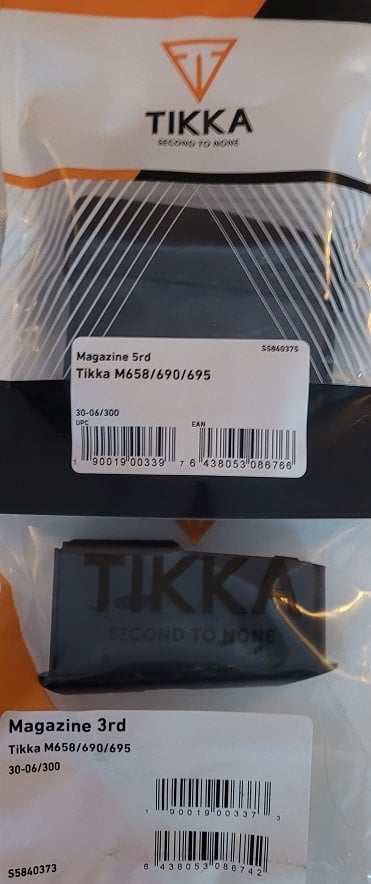 TIKKA
SECOND TO NONE
S5840375
Magazine 5rd
Tikka M658/690/695
30-06/300
UPC EAN
1 90019 00339 7 6 438053 086766
TIKKA
SECOND TO NONE
Magazine 3rd
Tikka M658/690/695
30-06/300
1 90019 00337 3
6 438053 086742
S5840373